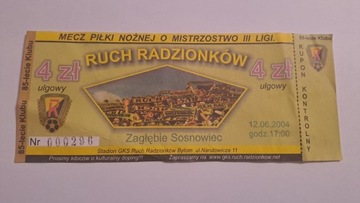 MECZ PIŁKI NOŻNEJ O MISTRZOSTWO III LIGI.
85-lecie Klubu
85-lecie Klubu
4 zł
ulgowy
RUCH RADZIONKÓW
4 zł
ulgowy
Zagłębie Sosnowiec
12.06.2004
godz.17:00
Nr 000296
Stadion GKS Ruch Radzionków Bytom ul.Narutowicza 11
Prosimy kibiców o kulturalny doping!!!
Zapraszamy na www.gks.ruch.radzionkow.net
KUPON KONTROLNY